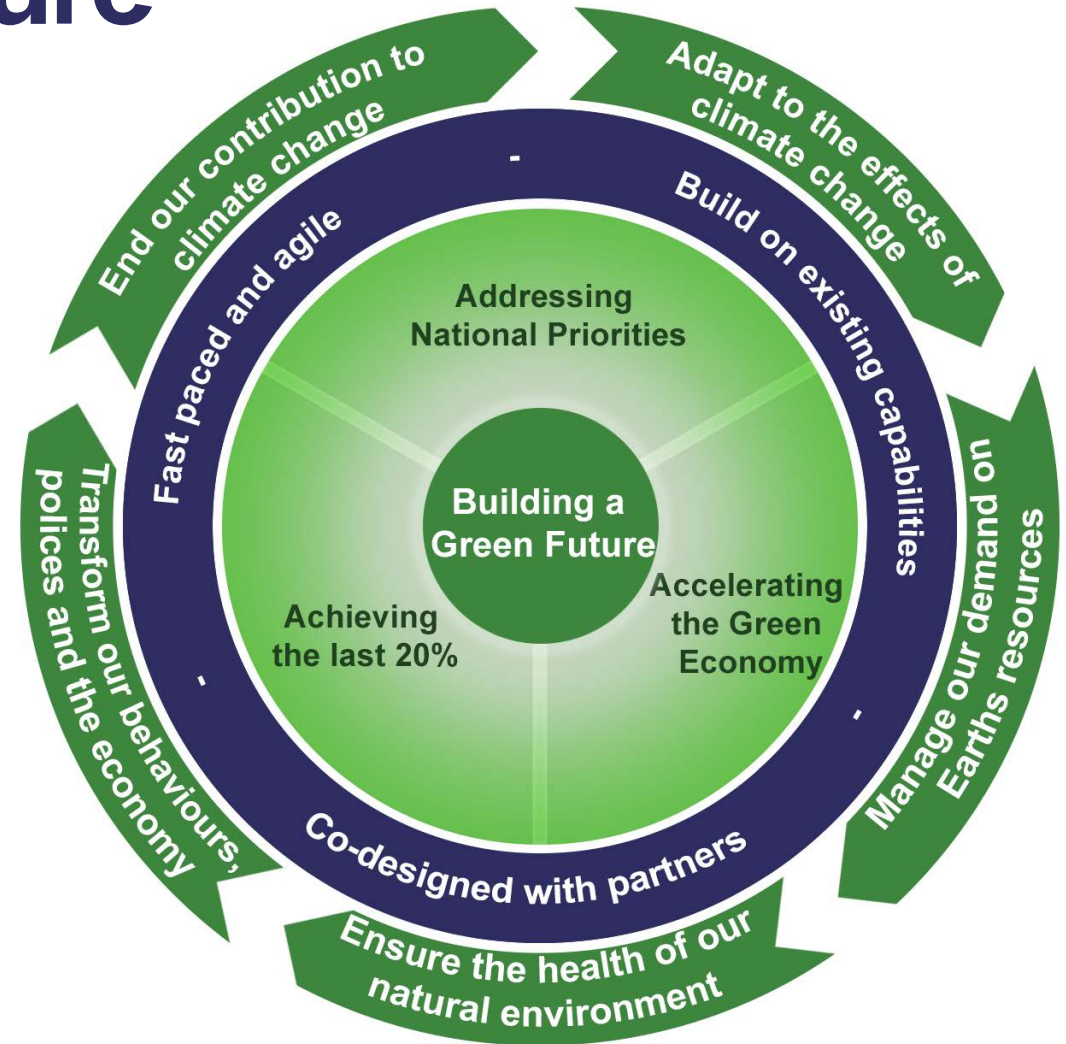 End our contribution to
climate change
Adapt to the effects of
climate change
Manage our demand on
Earths resources
Ensure the health of our
natural environment
Transform our behaviours,
polices and the economy
Fast paced and agile
-
Build on existing capabilities
-
Co-designed with partners
-
Addressing
National Priorities
Accelerating
the Green
Economy
Achieving
the last 20%
Building a
Green Future